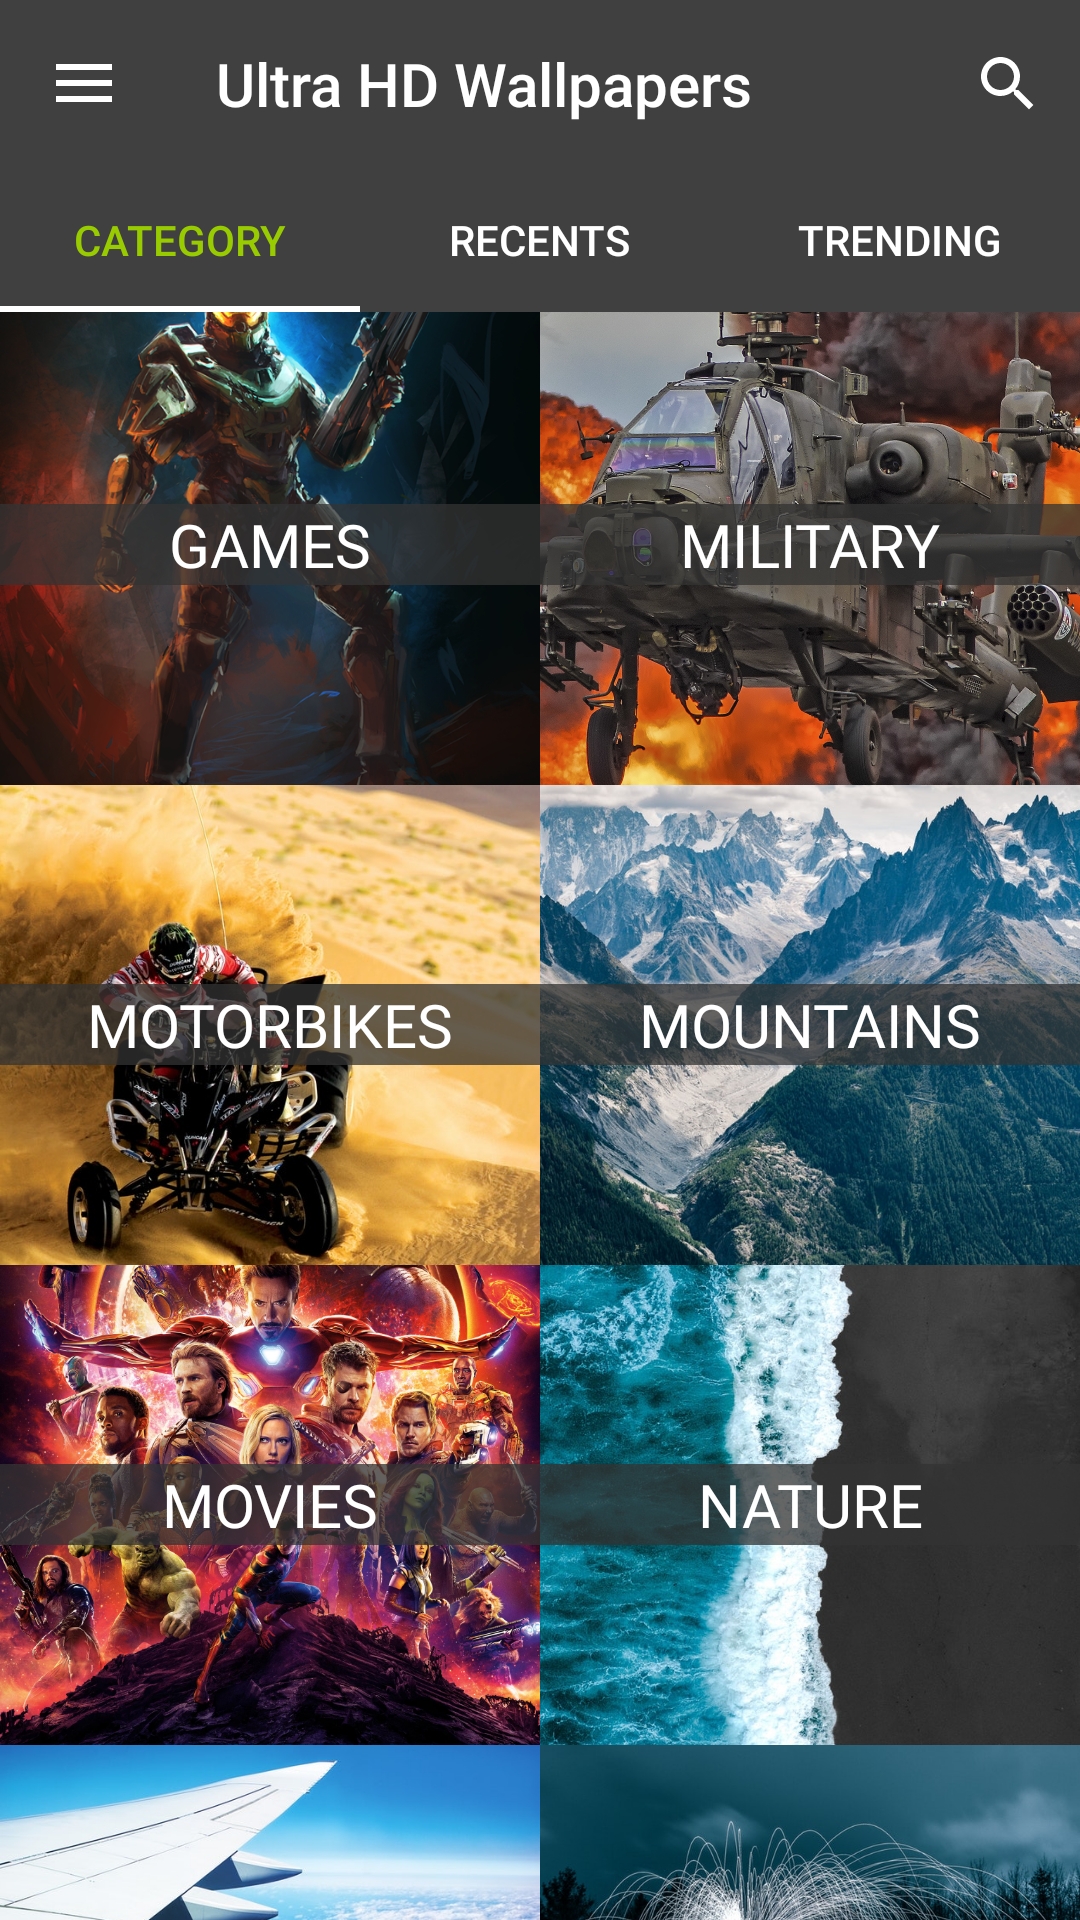 Ultra HD Wallpapers
CATEGORY
RECENTS
TRENDING
GAMES
MILITARY
MOTORBIKES
MOUNTAINS
MOVIES
NATURE